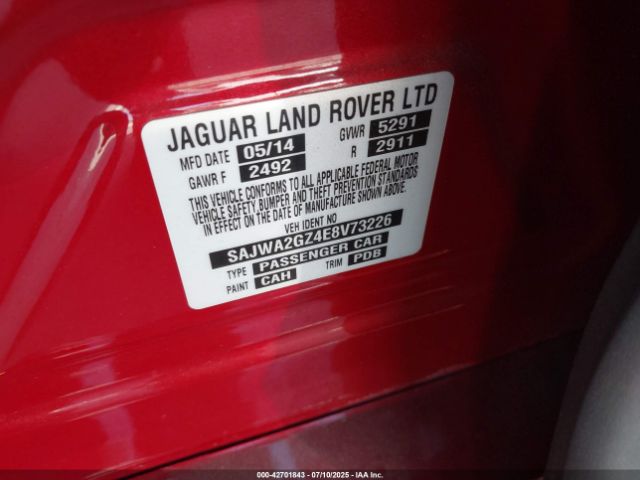 JAGUAR LAND ROVER LTD
MFD DATE 05/14 GVWR 5291
GAWR F 2492 R 2911
THIS VEHICLE CONFORMS TO ALL APPLICABLE FEDERAL MOTOR
VEHICLE SAFETY, BUMPER AND THEFT PREVENTION STANDARDS
IN EFFECT ON THE DATE OF MANUFACTURE SHOWN ABOVE.
VEH IDENT NO
SAJWA2GZ4E8V73226
TYPE PASSENGER CAR
PAINT CAH TRIM PDB
000-42701843 - 07/10/2025 - IAA Inc.